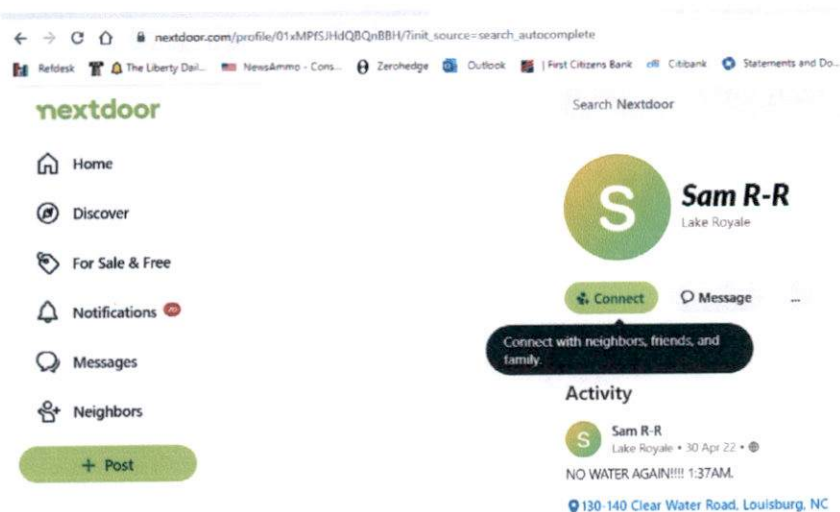 nextdoor.com/profile/01xMPfSJHdQBQnBBH/?init_source=search_autocomplete
Refdesk The Liberty Dail... NewsAmmo - Cons... Zerohedge Outlook | First Citizens Bank Citibank Statements and Do...
nextdoor
Search Nextdoor
Home
S
Sam R-R
Lake Royale
Discover
For Sale & Free
Connect Message ...
Notifications
Connect with neighbors, friends, and
family.
Messages
Activity
Neighbors
S
Sam R-R
Lake Royale • 30 Apr 22 •
+ Post
NO WATER AGAIN!!!! 1:37AM.
130-140 Clear Water Road, Louisburg, NC